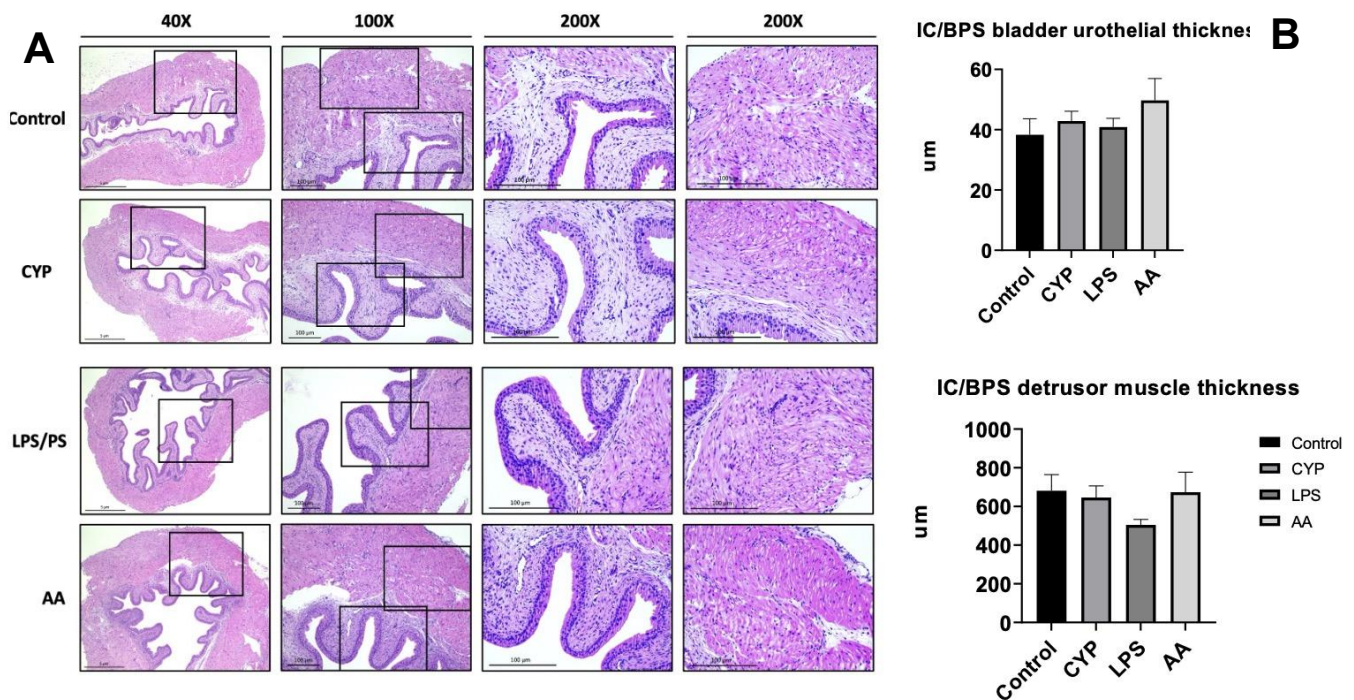 40X 100X 200X 200X
A
Control
100 µm
100 µm
CYP
100 µm
100 µm
LPS/PS
100 µm
100 µm
AA
100 µm
100 µm
IC/BPS bladder urothelial thicknes
B
um
60
40
20
0
Control CYP LPS AA
IC/BPS detrusor muscle thickness
um
1000
800
600
400
200
0
Control CYP LPS AA
Control
CYP
LPS
AA